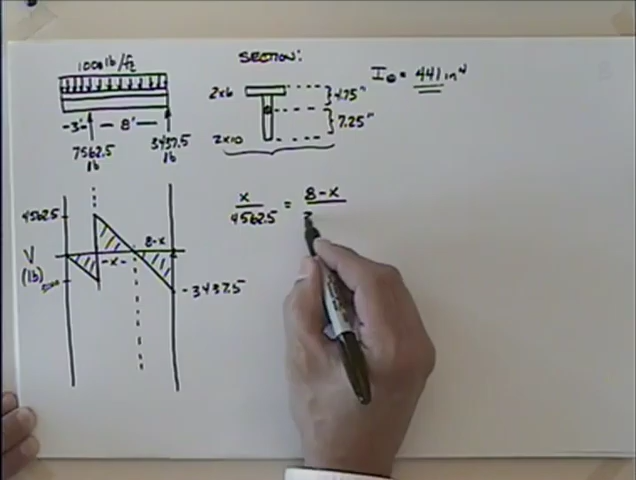 1000 lb/ft
SECTION:
I⊖ = 441 in⁴
2x6
4.75"
7.25"
2x10
3'
8'
7562.5
lb
3437.5
lb
x
4562.5
=
8-x
3
4562.5
V
(lb)
-x-
8-x
-3437.5